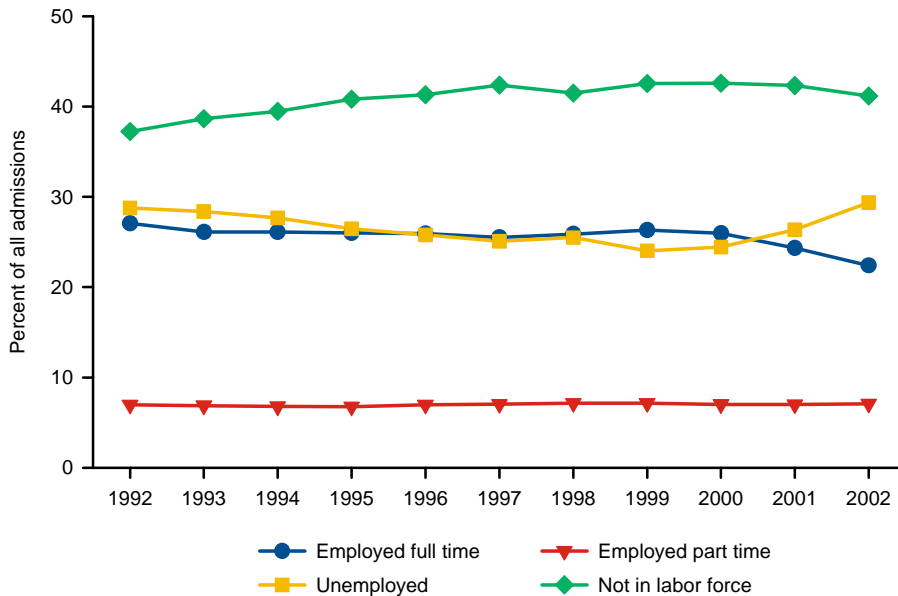 50
40
30
20
10
0
Percent of all admissions
1992 1993 1994 1995 1996 1997 1998 1999 2000 2001 2002
Employed full time
Employed part time
Unemployed
Not in labor force